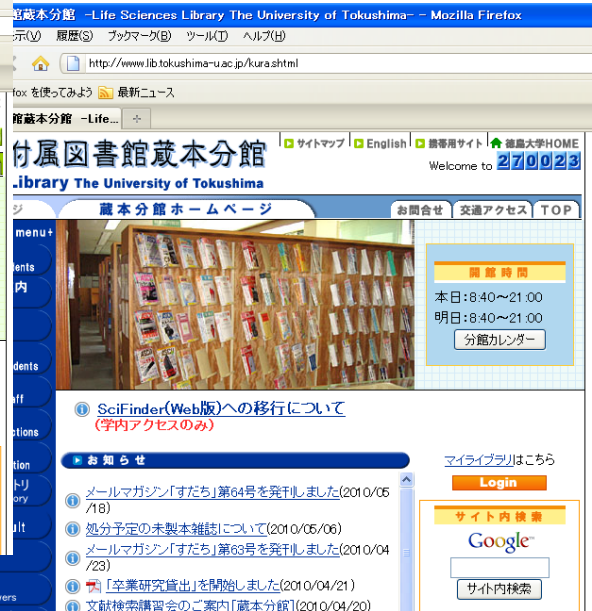 館蔵本分館 -Life Sciences Library The University of Tokushima- - Mozilla Firefox
示(V) 履歴(S) ブックマーク(B) ツール(T) ヘルプ(H)
http://www.lib.tokushima-u.ac.jp/kura.shtml
fox を使ってみよう 最新ニュース
館蔵本分館 -Life...
付属図書館蔵本分館
サイトマップ English 携帯用サイト 徳島大学HOME
Welcome to 270023
Library The University of Tokushima
ジ 蔵本分館ホームページ お問合せ 交通アクセス TOP
menu+
ents
内
dents
aff
ctions
tion
トリ
ory
ult
vers
開館時間
本日:8:40〜21:00
明日:8:40〜21:00
分館カレンダー
SciFinder(Web版)への移行について
(学内アクセスのみ)
お知らせ
メールマガジン「すだち」第64号を発刊しました(2010/05
/18)
処分予定の未製本雑誌について(2010/05/06)
メールマガジン「すだち」第63号を発刊しました(2010/04
/23)
「卒業研究貸出」を開始しました(2010/04/21)
文献検索講習会のご案内「蔵本分館」(2010/04/20)
マイライブラリはこちら
Login
サイト内検索
Google
サイト内検索